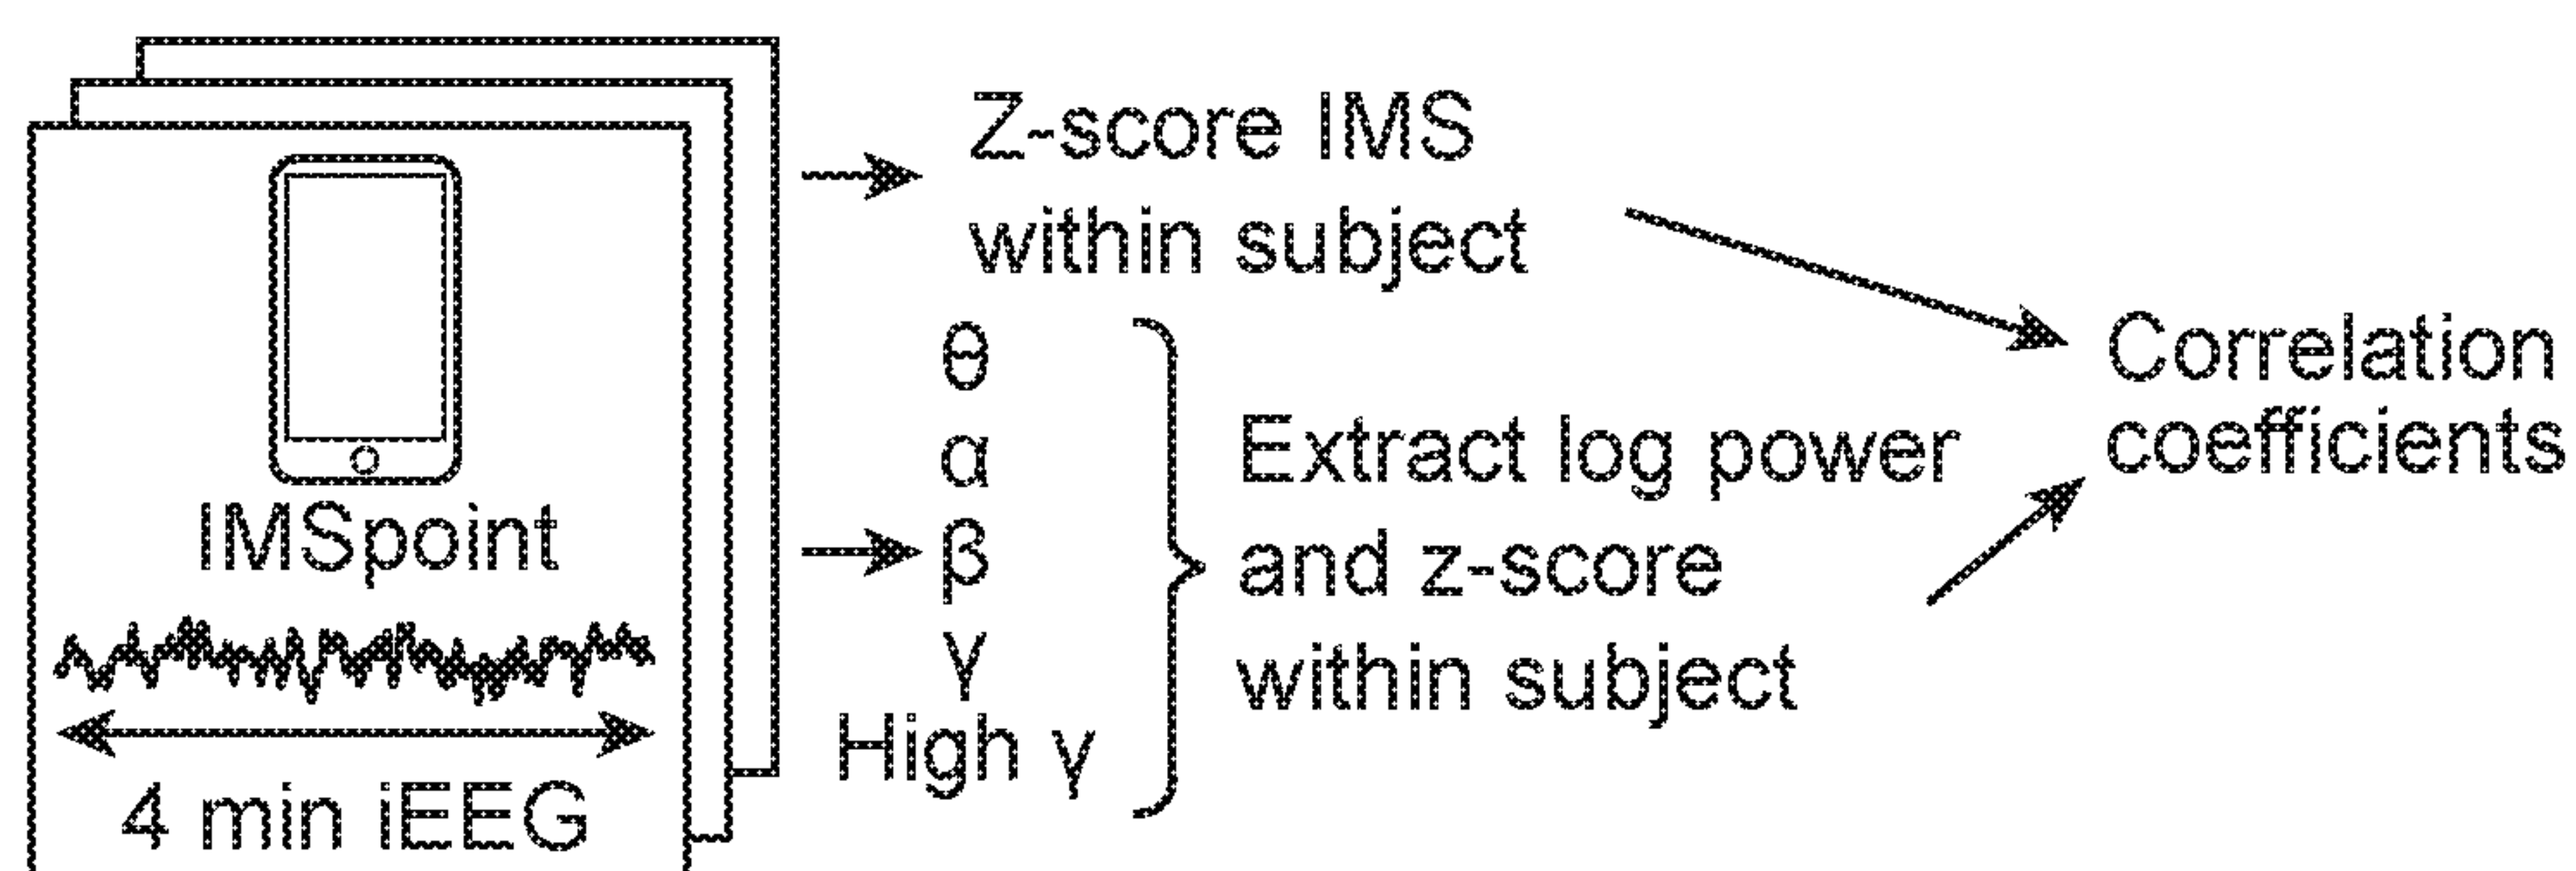 IMSpoint
4 min iEEG
Z-score IMS
within subject
θ
α
β
γ
High γ
Extract log power
and z-score
within subject
Correlation
coefficients